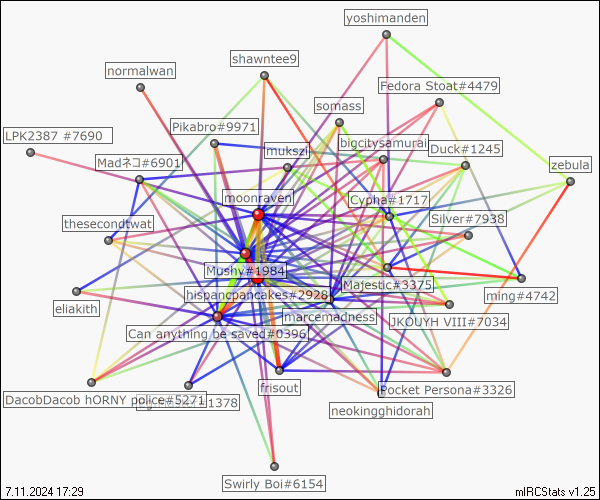 yoshimanden
shawntee9
normalwan
Fedora Stoat#4479
somass
Pikabro#9971
LPK2387 #7690
bigcitysamurai
mukszi
Duck#1245
Madネコ#6901
zebula
moonraven
Cypha#1717
thesecondtwat
Silver#7938
Mushy#1984
Majestic#3375
hispancpancakes#2928
ming#4742
eliakith
marcemadness
JKOUYH VIII#7034
Can anything be saved#0396
frisout
Pocket Persona#3326
DacobDacob hORNY police#5271
1378
neokingghidorah
Swirly Boi#6154
7.11.2024 17:29
mIRCStats v1.25